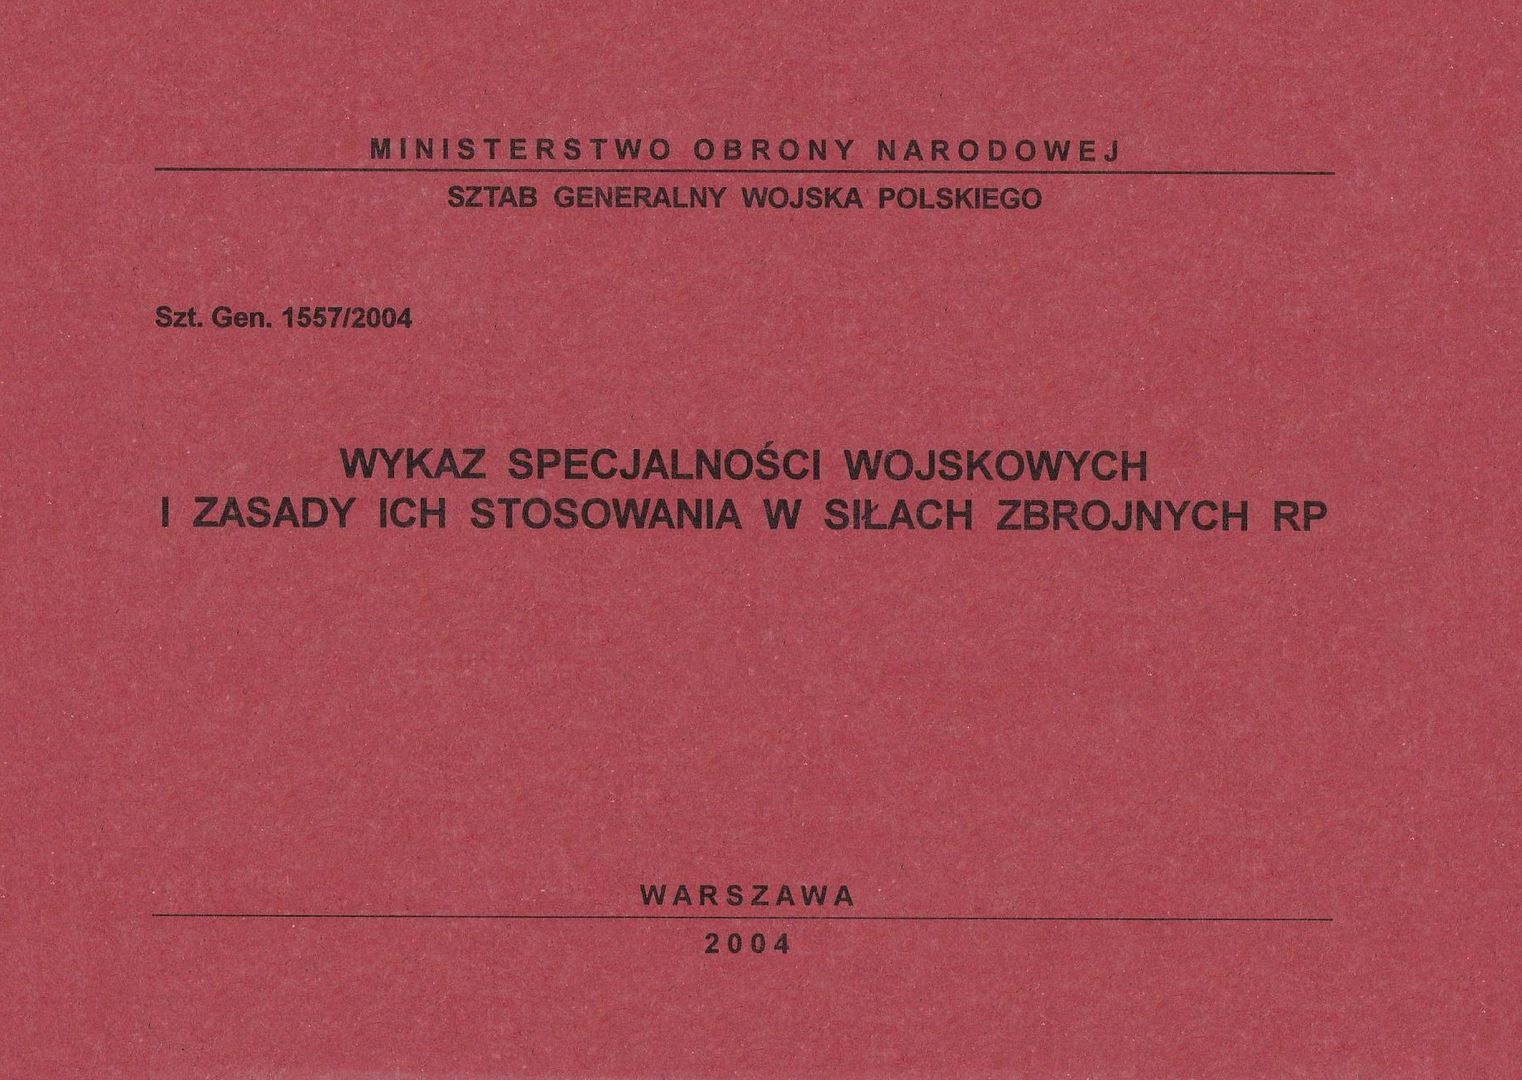 MINISTERSTWO OBRONY NARODOWEJ
SZTAB GENERALNY WOJSKA POLSKIEGO
Szt. Gen. 1557/2004
WYKAZ SPECJALNOŚCI WOJSKOWYCH
I ZASADY ICH STOSOWANIA W SIŁACH ZBROJNYCH RP
WARSZAWA
2004